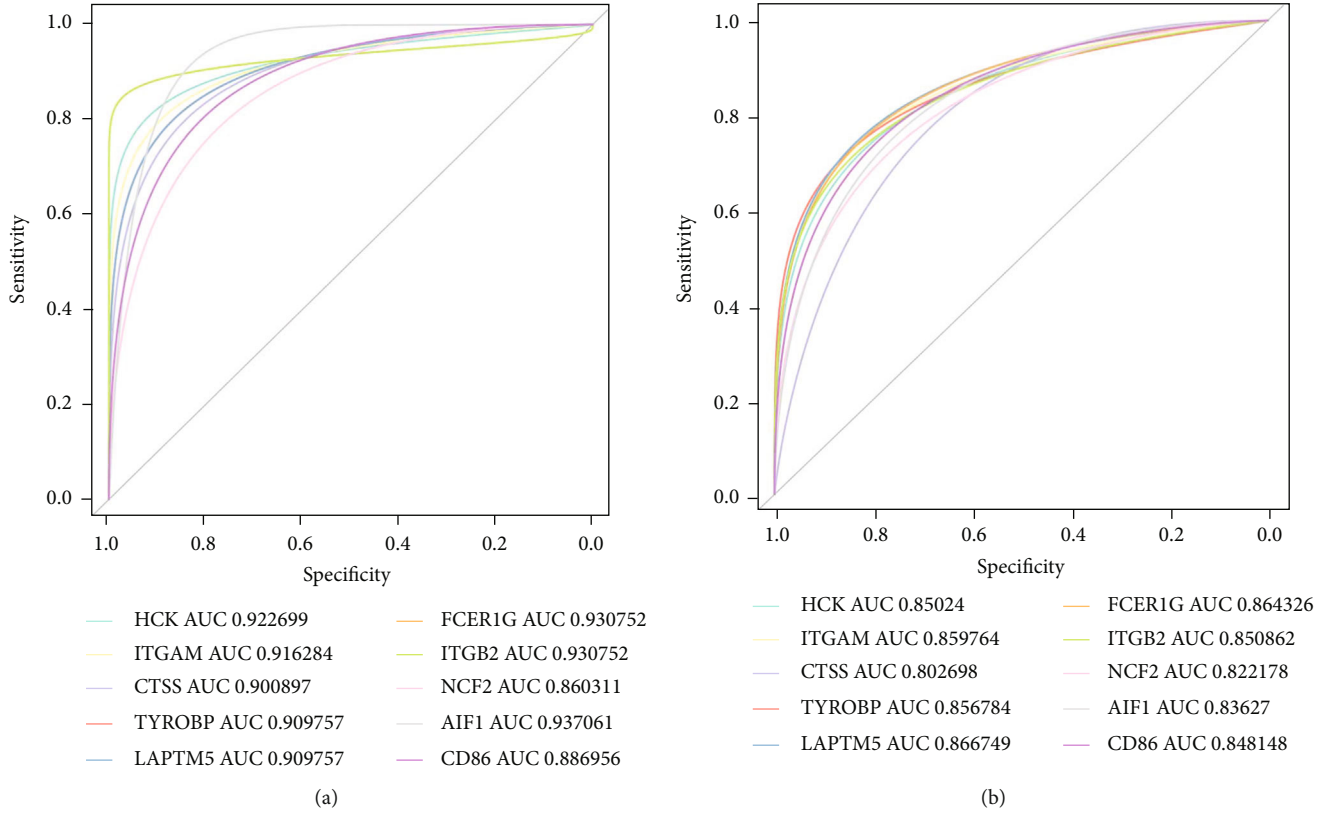 1.0
0.8
0.6
0.4
0.2
0.0
Sensitivity
1.0 0.8 0.6 0.4 0.2 0.0
Specificity
HCK AUC 0.922699
ITGAM AUC 0.916284
CTSS AUC 0.900897
TYROBP AUC 0.909757
LAPTM5 AUC 0.909757
FCER1G AUC 0.930752
ITGB2 AUC 0.930752
NCF2 AUC 0.860311
AIF1 AUC 0.937061
CD86 AUC 0.886956
(a)
1.0
0.8
0.6
0.4
0.2
0.0
Sensitivity
1.0 0.8 0.6 0.4 0.2 0.0
Specificity
HCK AUC 0.85024
ITGAM AUC 0.859764
CTSS AUC 0.802698
TYROBP AUC 0.856784
LAPTM5 AUC 0.866749
FCER1G AUC 0.864326
ITGB2 AUC 0.850862
NCF2 AUC 0.822178
AIF1 AUC 0.83627
CD86 AUC 0.848148
(b)